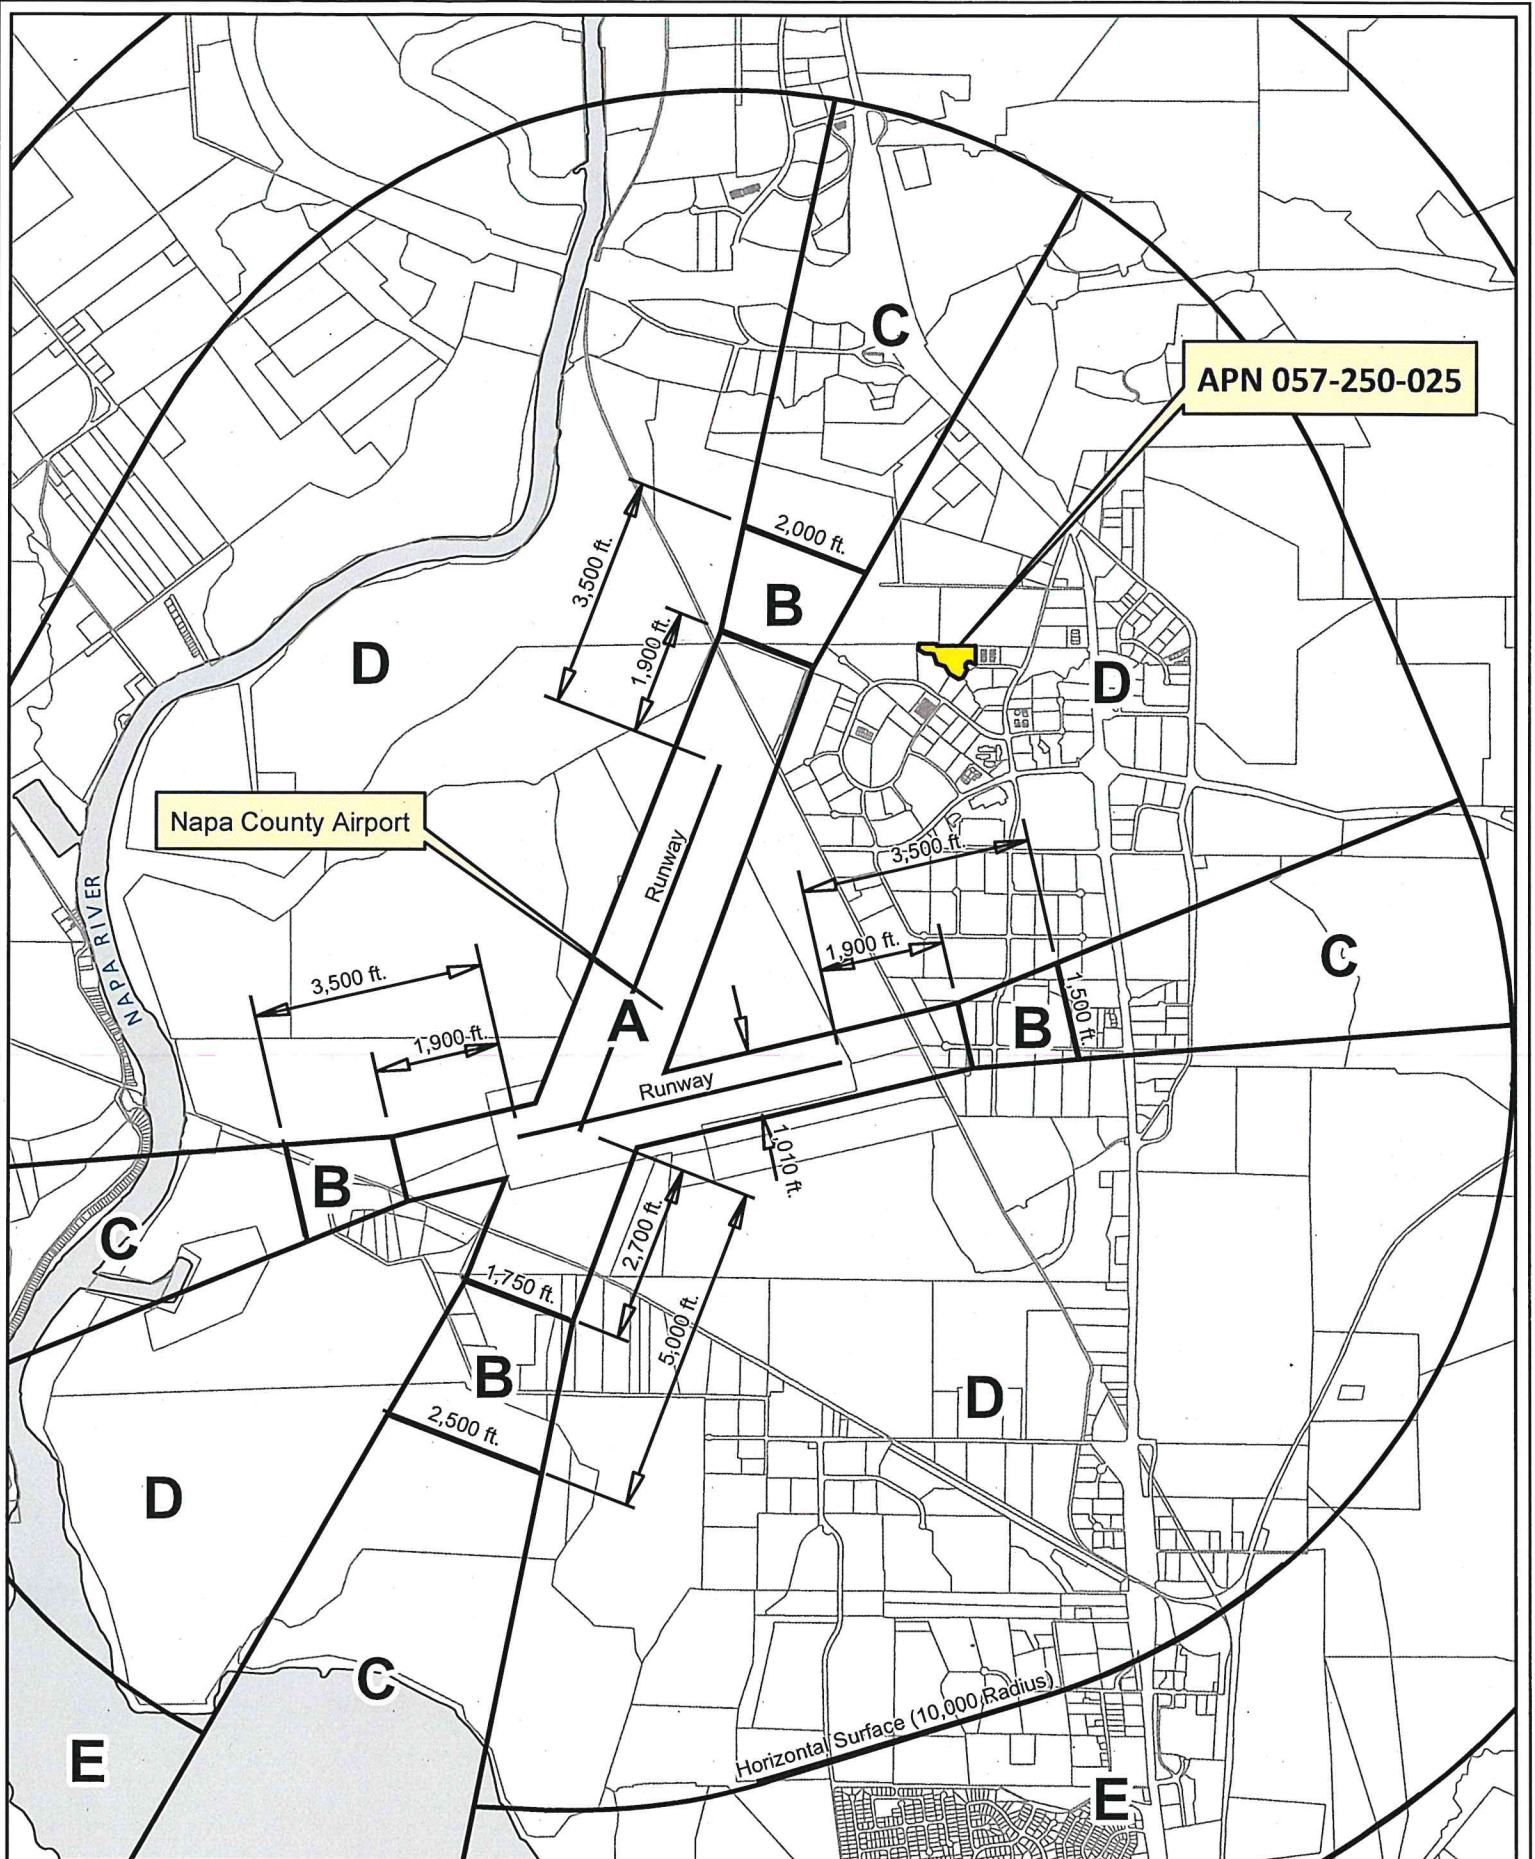 C
APN 057-250-025
2,000 ft.
3,500 ft.
B
1,900 ft.
D
D
Napa County Airport
Runway
3,500 ft.
NAPA RIVER
1,900 ft.
C
3,500 ft.
A
1,500 ft.
B
1,900 ft.
Runway
1,010 ft.
B
C
2,700 ft.
1,750 ft.
5,000 ft.
B
D
2,500 ft.
D
C
Horizontal Surface (10,000 Radius)
E
E